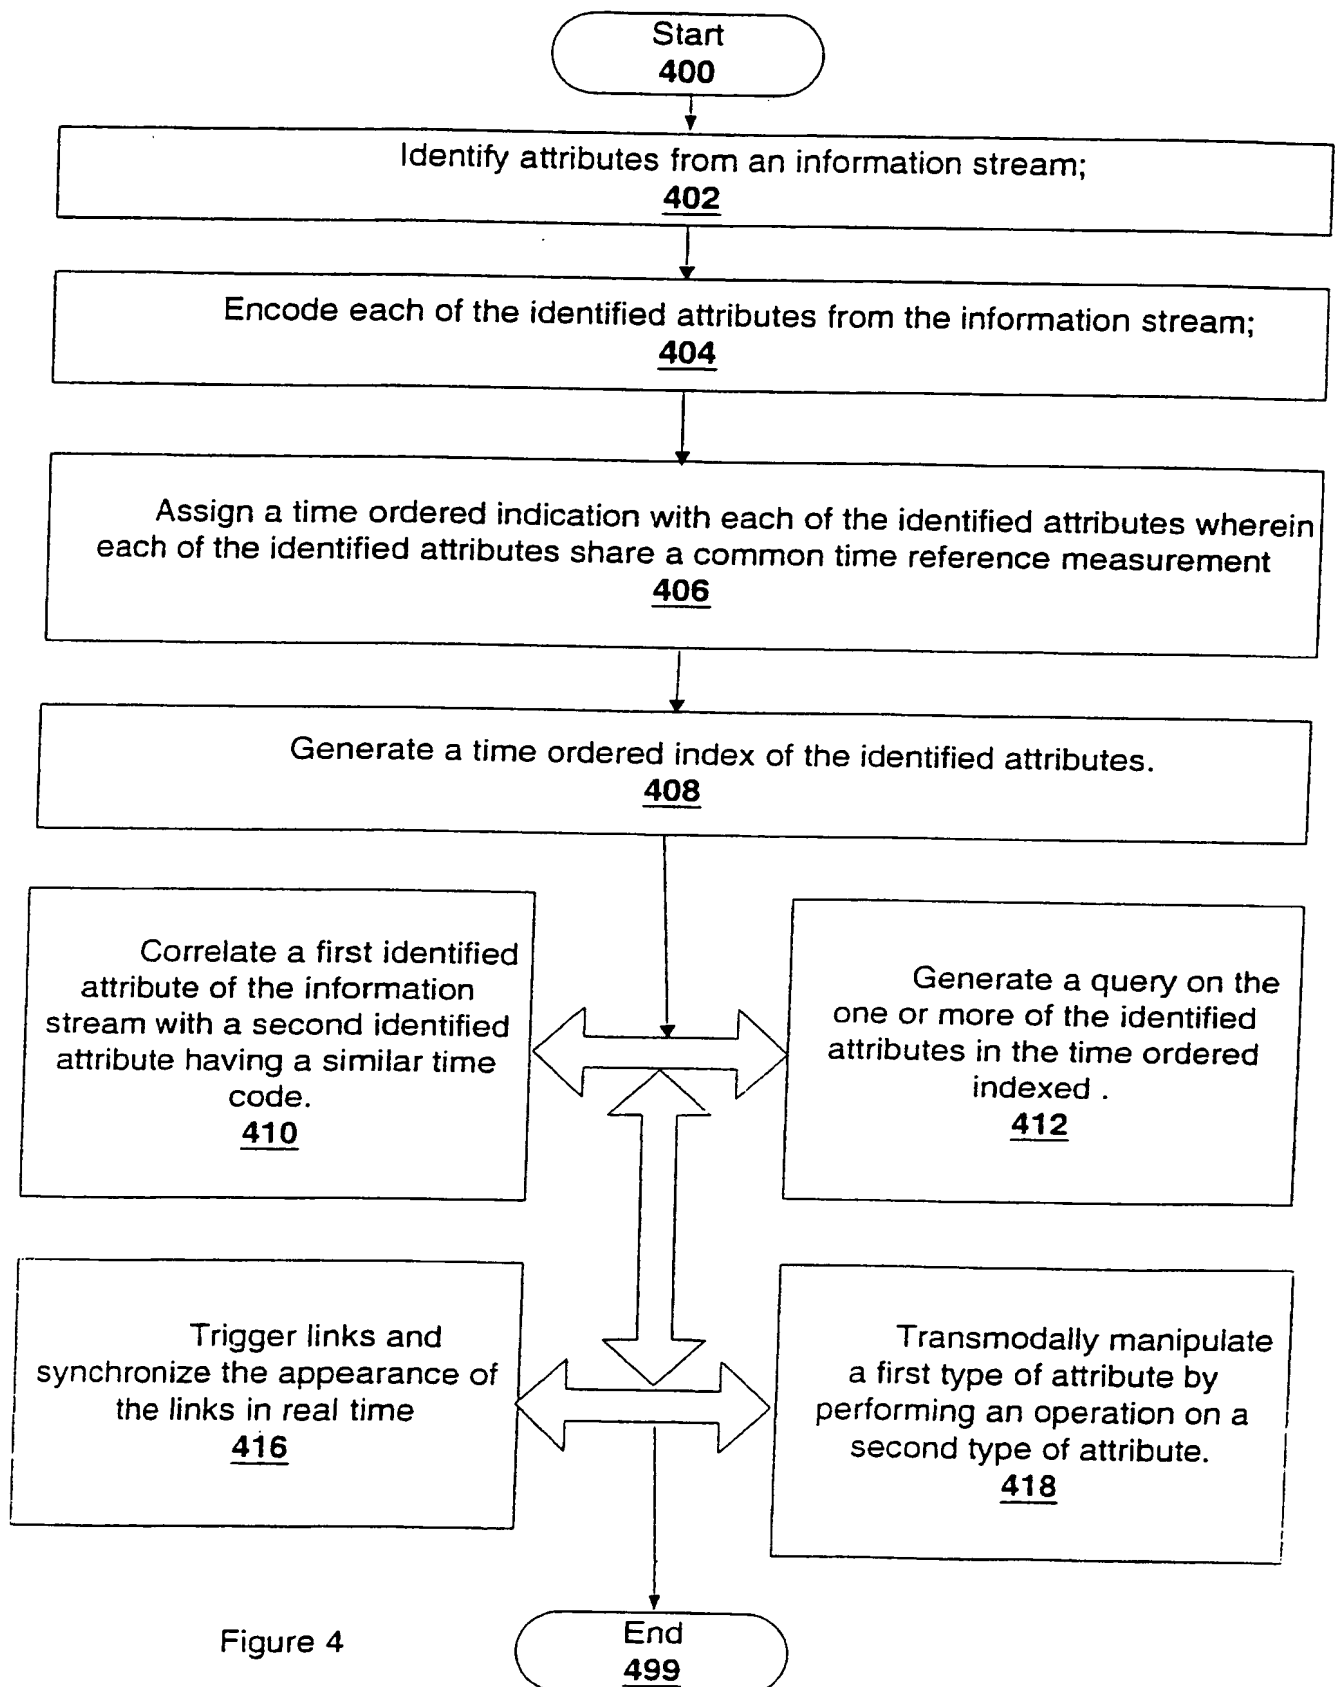 Start
400
Identify attributes from an information stream;
402
Encode each of the identified attributes from the information stream;
404
Assign a time ordered indication with each of the identified attributes wherein
each of the identified attributes share a common time reference measurement
406
Generate a time ordered index of the identified attributes.
408
Correlate a first identified
attribute of the information
stream with a second identified
attribute having a similar time
code.
410
Generate a query on the
one or more of the identified
attributes in the time ordered
indexed .
412
Trigger links and
synchronize the appearance of
the links in real time
416
Transmodally manipulate
a first type of attribute by
performing an operation on a
second type of attribute.
418
Figure 4
End
499